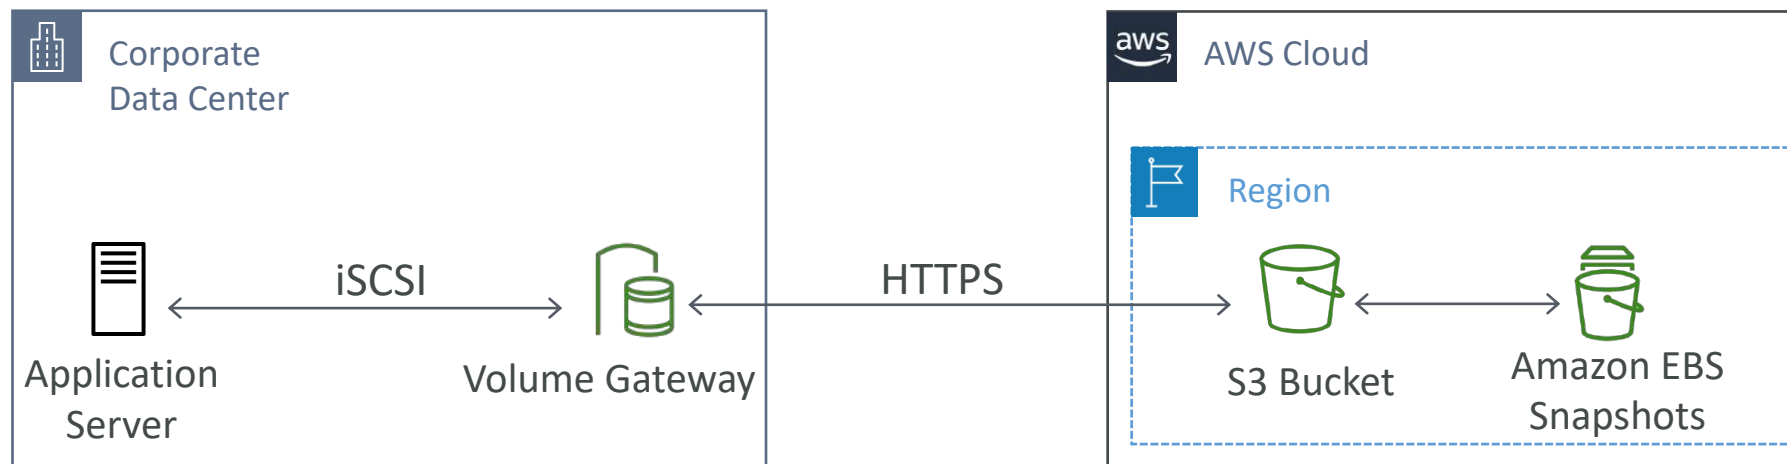 Corporate
Data Center
aws
AWS Cloud
Region
iSCSI
HTTPS
Application
Server
Volume Gateway
S3 Bucket
Amazon EBS
Snapshots